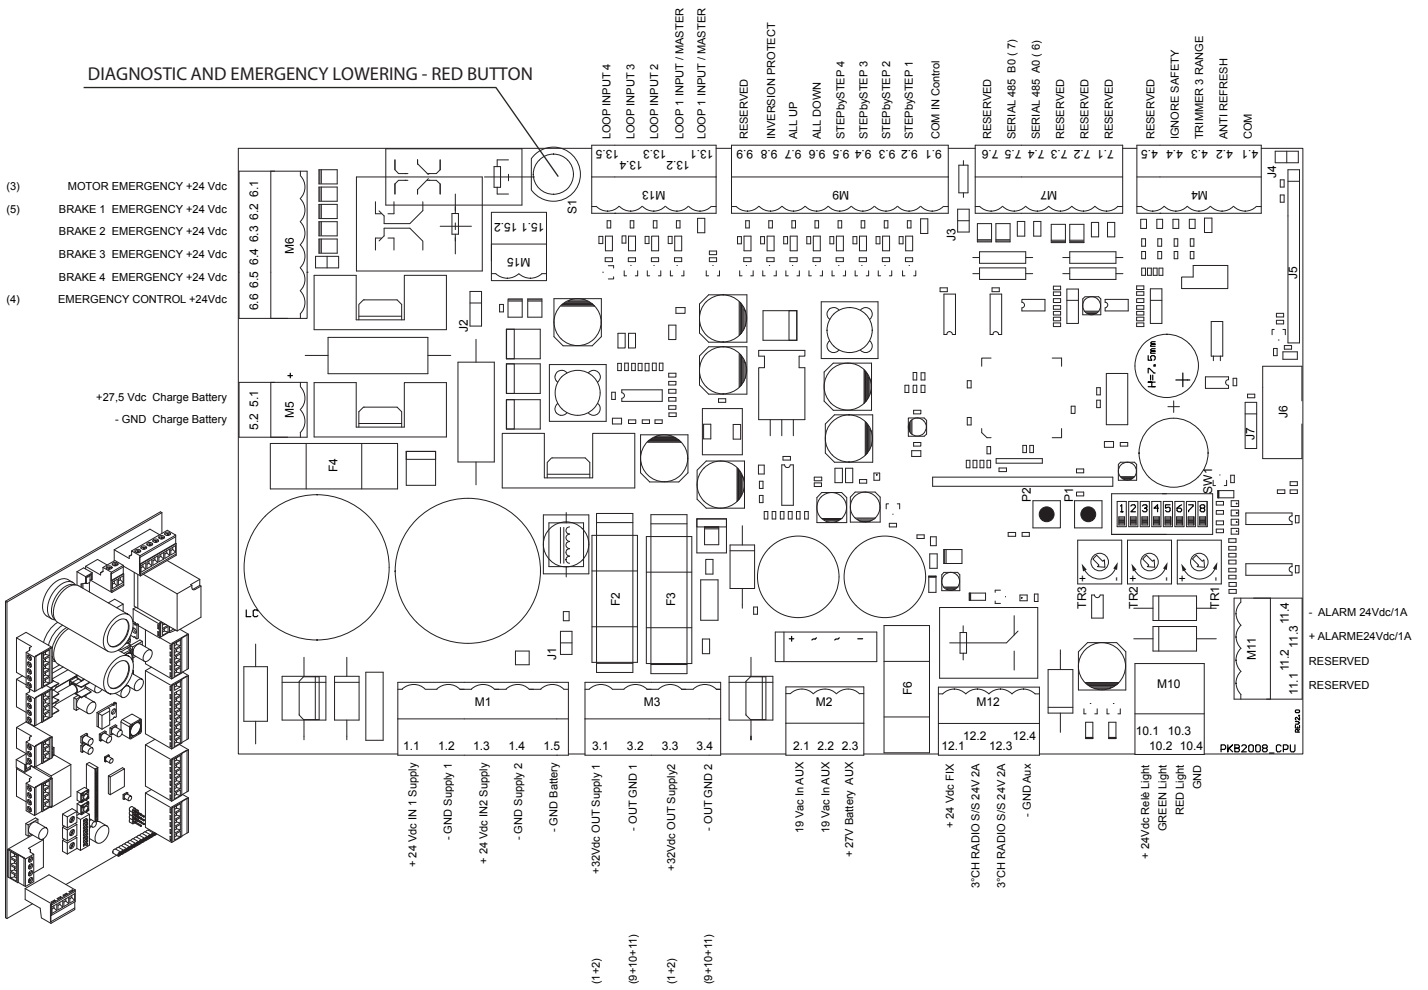 DIAGNOSTIC AND EMERGENCY LOWERING - RED BUTTON
LOOP INPUT 4
LOOP INPUT 3
LOOP INPUT 2
LOOP 1 INPUT / MASTER
LOOP 1 INPUT / MASTER
RESERVED
INVERSION PROTECT
ALL UP
ALL DOWN
STEPbySTEP 4
STEPbySTEP 3
STEPbySTEP 2
STEPbySTEP 1
COM IN Control
RESERVED
SERIAL 485 B0 ( 7)
SERIAL 485 A0 ( 6)
RESERVED
RESERVED
RESERVED
RESERVED
IGNORE SAFETY
TRIMMER 3 RANGE
ANTI REFRESH
COM
13.5
13.4
13.3
13.2
13.1
M13
9.9
9.8
9.7
9.6
9.5
9.4
9.3
9.2
9.1
M9
7.6
7.5
7.4
7.3
7.2
7.1
M7
4.5
4.4
4.3
4.2
4.1
M4
J4
J3
J5
S1
(3) MOTOR EMERGENCY +24 Vdc 6.1
(5) BRAKE 1 EMERGENCY +24 Vdc 6.2
BRAKE 2 EMERGENCY +24 Vdc 6.3
BRAKE 3 EMERGENCY +24 Vdc 6.4
BRAKE 4 EMERGENCY +24 Vdc 6.5
(4) EMERGENCY CONTROL +24Vdc 6.6
M6
15.1 15.2
M15
J2
H=7.5mm
+
+
+
+27,5 Vdc Charge Battery 5.1
- GND Charge Battery 5.2
M5
F4
J6
J7
SW1
P2
P1
1 2 3 4 5 6 7 8
TR3
TR2
TR1
+ -
+ -
+ -
LC
F2
F3
J1
F6
+ ~ ~ -
M11
11.4 - ALARM 24Vdc/1A
11.3 + ALARME24Vdc/1A
11.2 RESERVED
11.1 RESERVED
REV2.0
PKB2008_CPU
M1
1.1 1.2 1.3 1.4 1.5
M3
3.1 3.2 3.3 3.4
M2
2.1 2.2 2.3
M12
12.1 12.2 12.3 12.4
M10
10.1 10.2 10.3 10.4
+ 24 Vdc IN 1 Supply
- GND Supply 1
+ 24 Vdc IN2 Supply
- GND Supply 2
- GND Battery
+32Vdc OUT Supply 1
- OUT GND 1
+32Vdc OUT Supply2
- OUT GND 2
19 Vac In AUX
19 Vac In AUX
+ 27V Battery AUX
+ 24 Vdc FIX
3°CH RADIO S/S 24V 2A
3°CH RADIO S/S 24V 2A
- GND Aux
+ 24Vdc Relè Light
GREEN Light
RED Light
GND
(1+2)
(9+10+11)
(1+2)
(9+10+11)